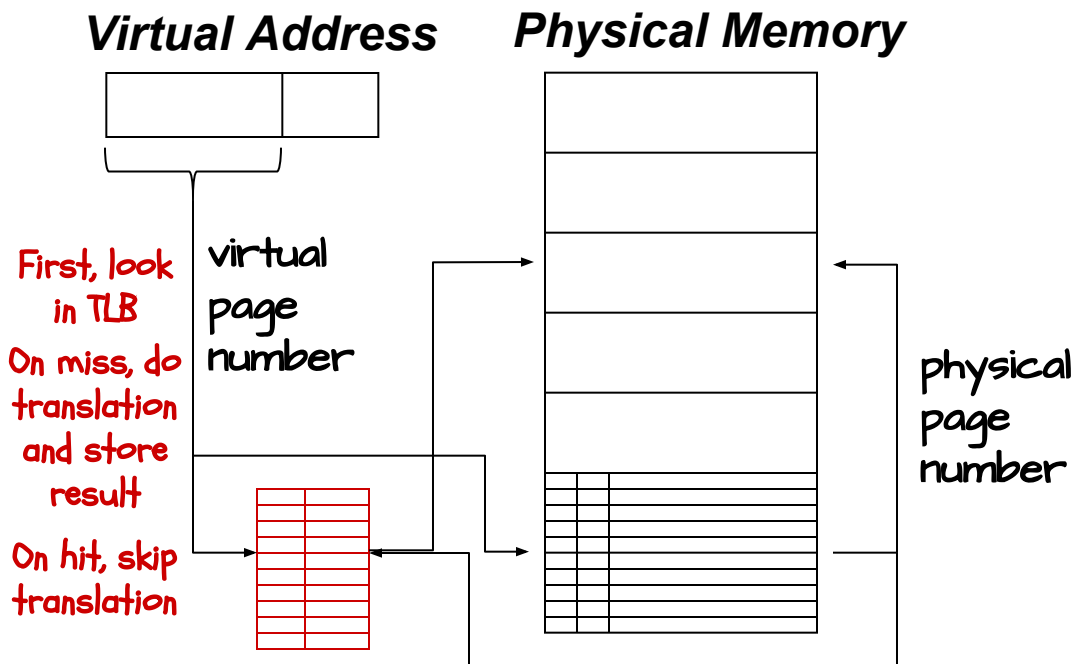 Virtual Address
Physical Memory
virtual
page
number
First, look
in TLB
On miss, do
translation
and store
result
On hit, skip
translation
physical
page
number